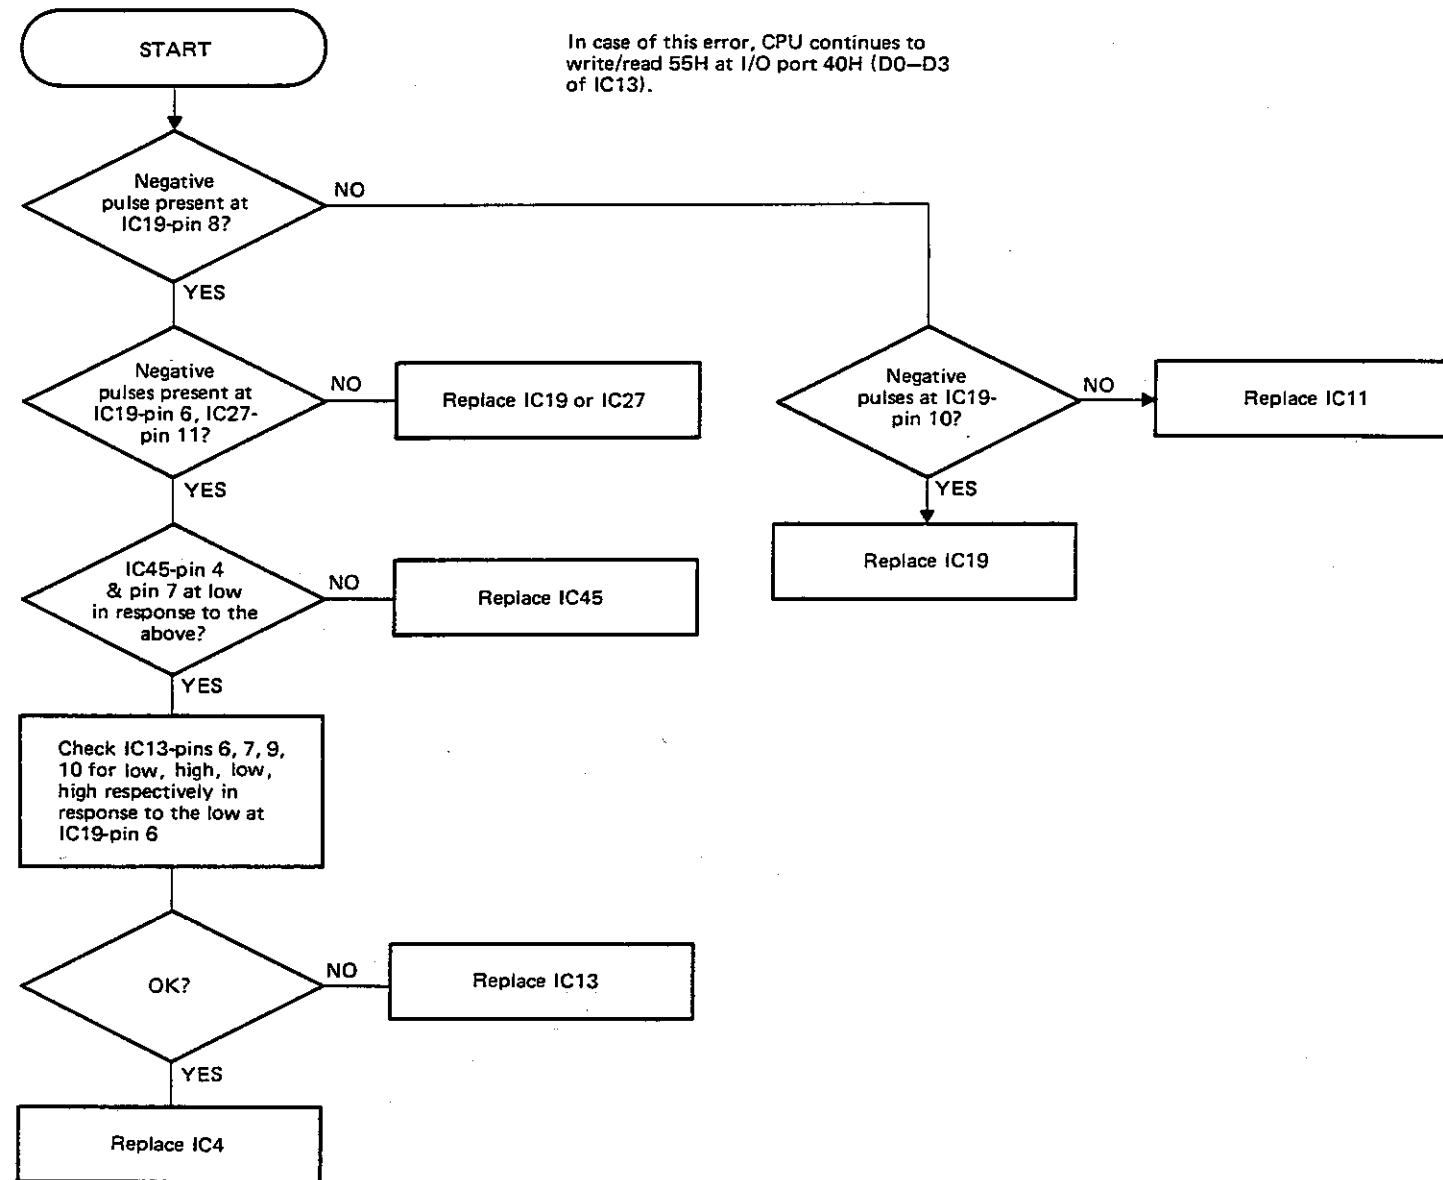 START
In case of this error, CPU continues to
write/read 55H at I/O port 40H (D0—D3
of IC13).
Negative
pulse present at
IC19-pin 8?
NO
YES
Negative
pulses present at
IC19-pin 6, IC27-
pin 11?
NO
Replace IC19 or IC27
Negative
pulses at IC19-
pin 10?
NO
Replace IC11
YES
YES
Replace IC19
IC45-pin 4
& pin 7 at low
in response to the
above?
NO
Replace IC45
YES
Check IC13-pins 6, 7, 9,
10 for low, high, low,
high respectively in
response to the low at
IC19-pin 6
OK?
NO
Replace IC13
YES
Replace IC4